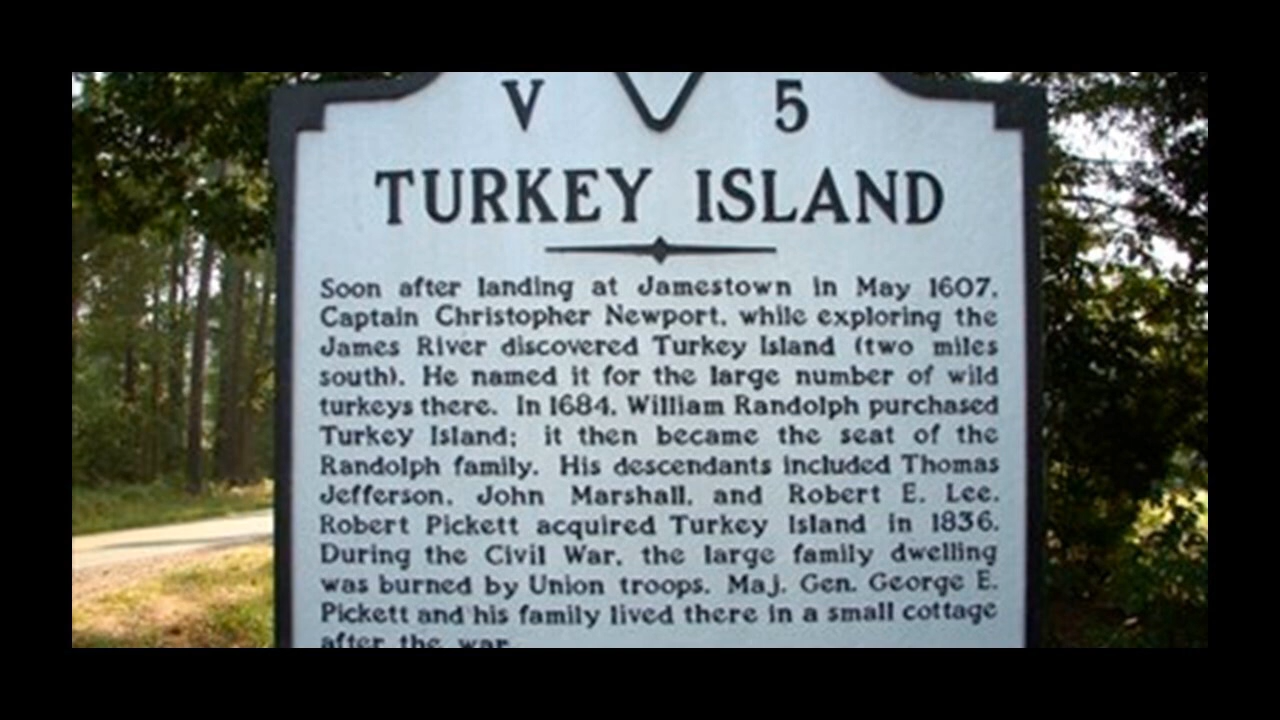 V 5
TURKEY ISLAND
Soon after landing at Jamestown in May 1607,
Captain Christopher Newport, while exploring the
James River discovered Turkey Island (two miles
south). He named it for the large number of wild
turkeys there. In 1684, William Randolph purchased
Turkey Island; it then became the seat of the
Randolph family. His descendants included Thomas
Jefferson, John Marshall, and Robert E. Lee.
Robert Pickett acquired Turkey Island in 1836.
During the Civil War, the large family dwelling
was burned by Union troops. Maj. Gen. George E.
Pickett and his family lived there in a small cottage
after the war.